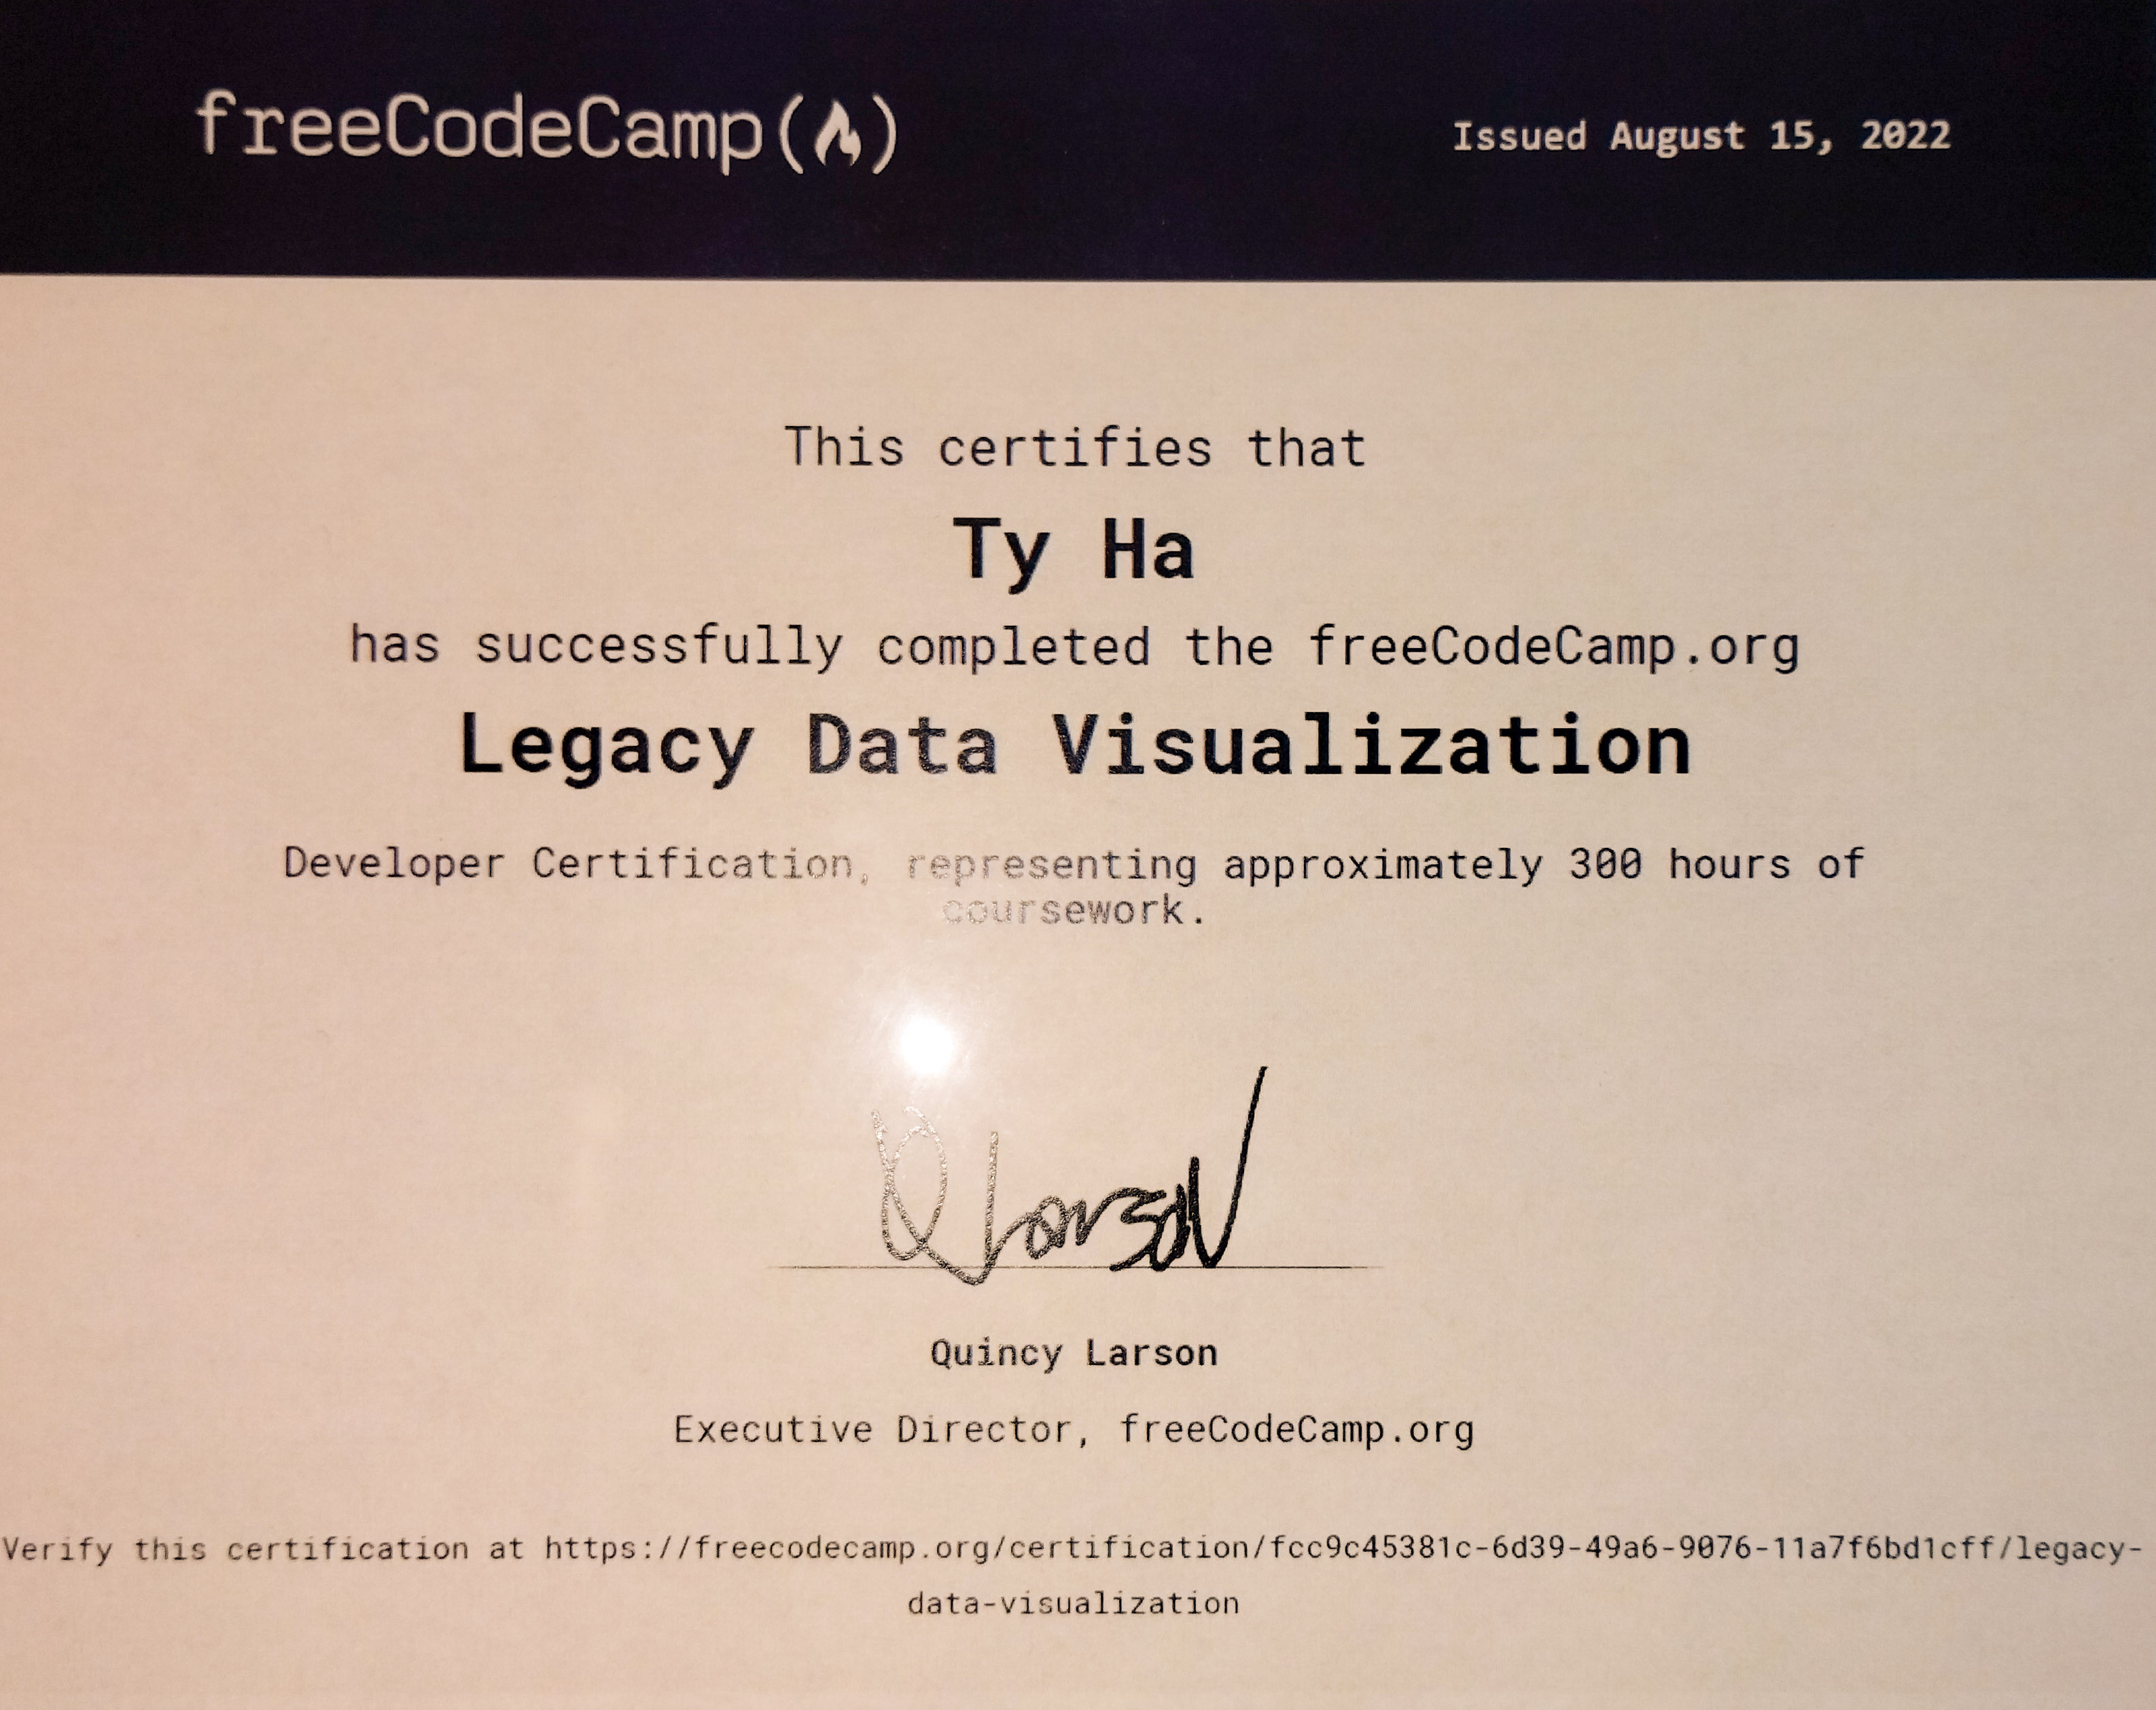 freeCodeCamp(🔥)
Issued August 15, 2022
This certifies that
Ty Ha
has successfully completed the freeCodeCamp.org
Legacy Data Visualization
Developer Certification, representing approximately 300 hours of
coursework.
QLarson
Quincy Larson
Executive Director, freeCodeCamp.org
Verify this certification at https://freecodecamp.org/certification/fcc9c45381c-6d39-49a6-9076-11a7f6bd1cff/legacy-
data-visualization